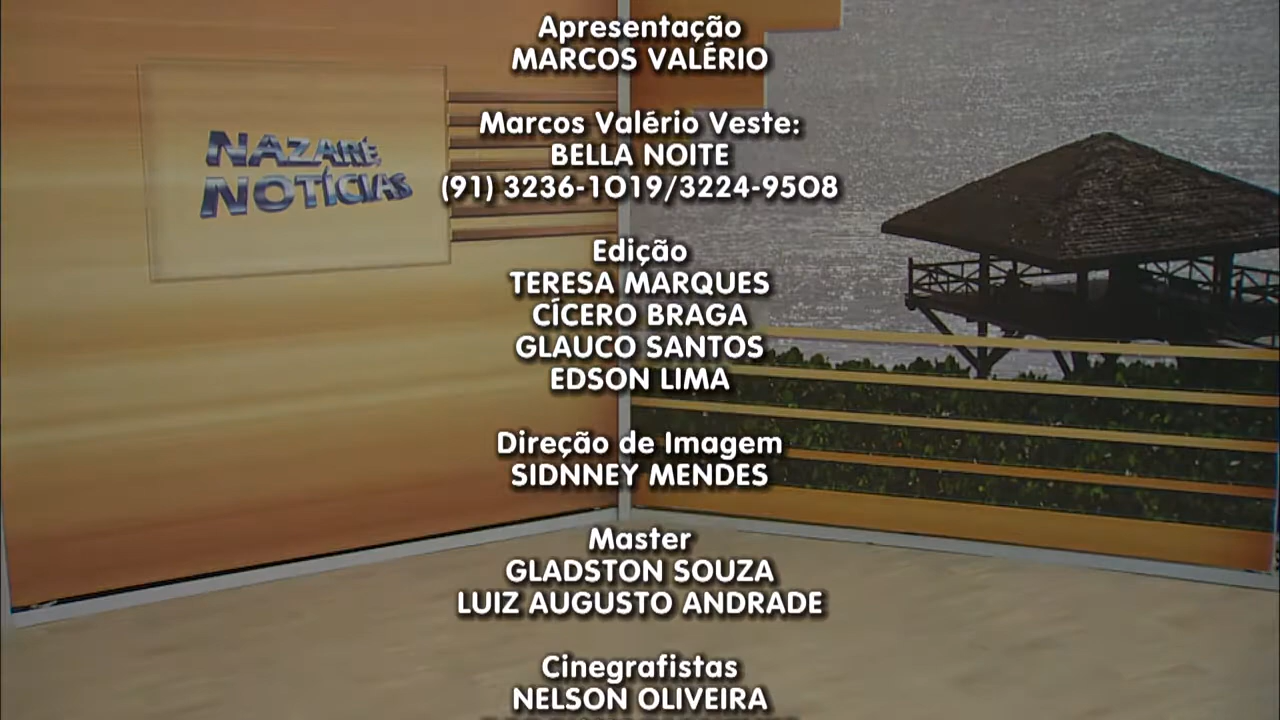 Apresentação
MARCOS VALÉRIO
Marcos Valério Veste:
BELLA NOITE
(91) 3236-1019/3224-9508
NAZARÉ
NOTÍCIAS
Edição
TERESA MARQUES
CÍCERO BRAGA
GLAUCO SANTOS
EDSON LIMA
Direção de Imagem
SIDNNEY MENDES
Master
GLADSTON SOUZA
LUIZ AUGUSTO ANDRADE
Cinegrafistas
NELSON OLIVEIRA